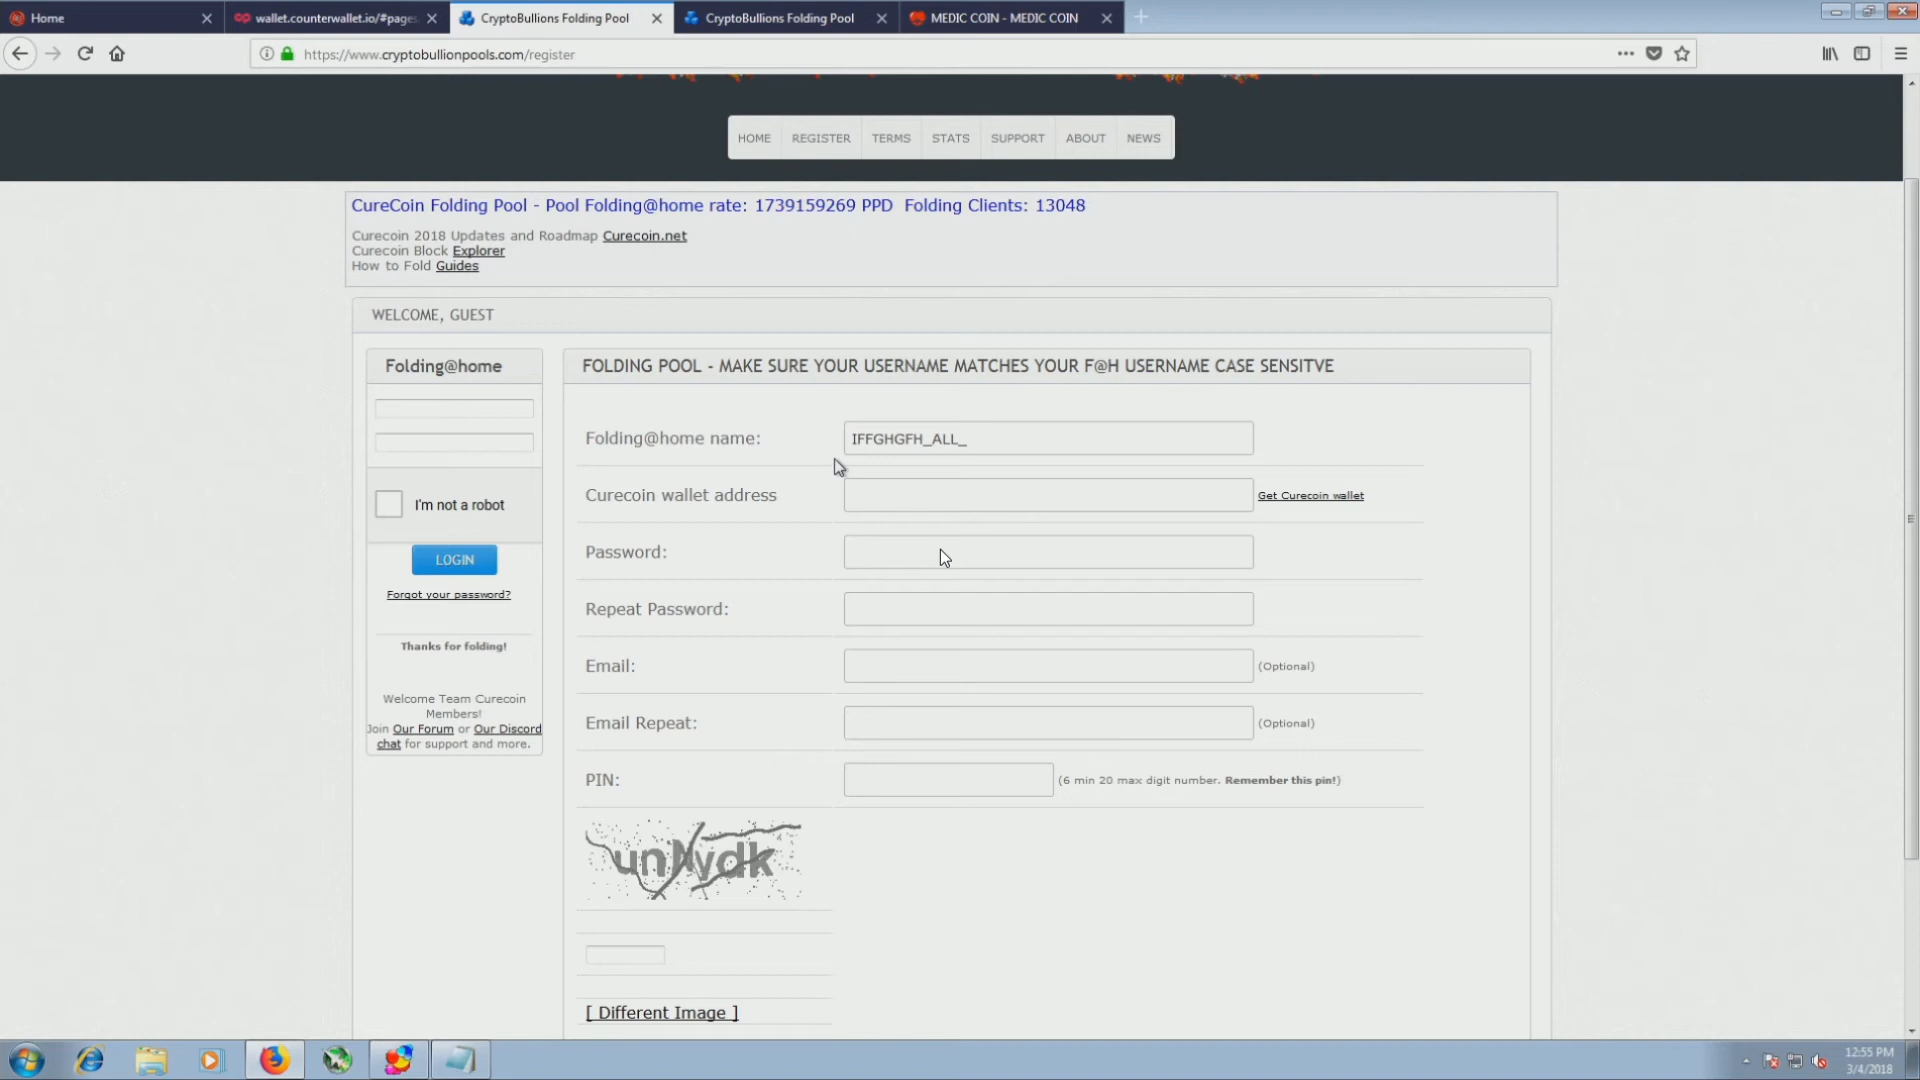 Home
wallet.counterwallet.io/#pages
CryptoBullions Folding Pool
CryptoBullions Folding Pool
MEDIC COIN - MEDIC COIN
https://www.cryptobullionpools.com/register
HOME REGISTER TERMS STATS SUPPORT ABOUT NEWS
CureCoin Folding Pool - Pool Folding@home rate: 1739159269 PPD Folding Clients: 13048
Curecoin 2018 Updates and Roadmap Curecoin.net
Curecoin Block Explorer
How to Fold Guides
WELCOME, GUEST
Folding@home
I'm not a robot
LOGIN
Forgot your password?
Thanks for folding!
Welcome Team Curecoin
Members!
Join Our Forum or Our Discord
chat for support and more.
FOLDING POOL - MAKE SURE YOUR USERNAME MATCHES YOUR F@H USERNAME CASE SENSITVE
Folding@home name: IFFGHGFH_ALL_
Curecoin wallet address Get Curecoin wallet
Password:
Repeat Password:
Email: (Optional)
Email Repeat: (Optional)
PIN: (6 min 20 max digit number. Remember this pin!)
[ Different Image ]
12:55 PM
3/4/2018